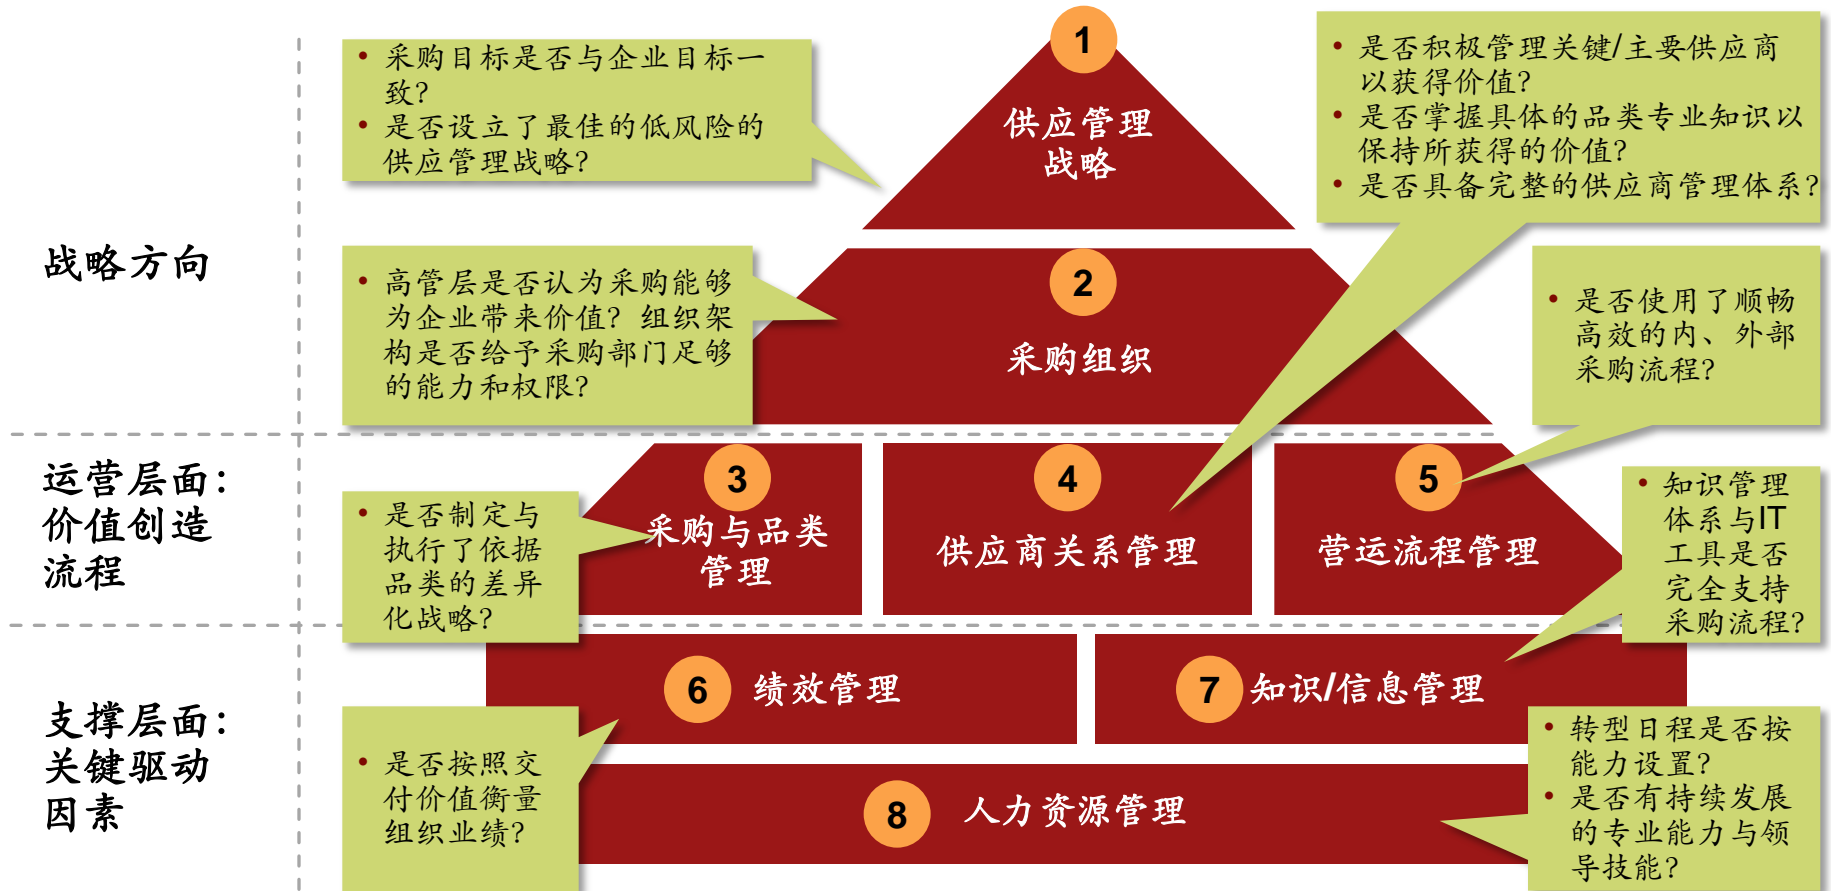 战略方向
• 采购目标是否与企业目标一
致?
• 是否设立了最佳的低风险的
供应管理战略?
1
供应管理
战略
• 是否积极管理关键/主要供应商
以获得价值?
• 是否掌握具体的品类专业知识以
保持所获得的价值?
• 是否具备完整的供应商管理体系?
• 高管层是否认为采购能够
为企业带来价值? 组织架
构是否给予采购部门足够
的能力和权限?
2
采购组织
• 是否使用了顺畅
高效的内、外部
采购流程?
运营层面:
价值创造
流程
• 是否制定与
执行了依据
品类的差异
化战略?
3
采购与品类
管理
4
供应商关系管理
5
营运流程管理
• 知识管理
体系与IT
工具是否
完全支持
采购流程?
支撑层面:
关键驱动
因素
6 绩效管理
7 知识/信息管理
• 是否按照交
付价值衡量
组织业绩?
8 人力资源管理
• 转型日程是否按
能力设置?
• 是否有持续发展
的专业能力与领
导技能?